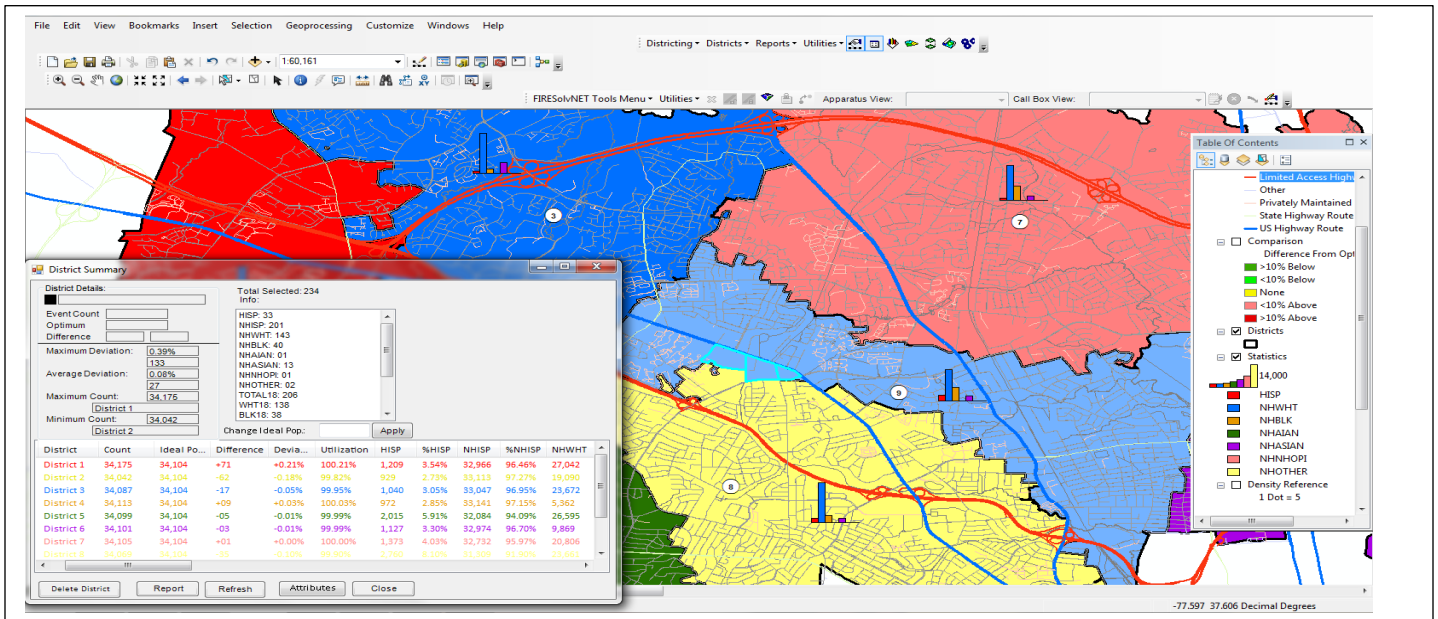 File Edit View Bookmarks Insert Selection Geoprocessing Customize Windows Help
Districting Districts Reports Utilities
1:60,161
FIRESolvNET Tools Menu Utilities Apparatus View: Call Box View:
3
7
9
8
Table Of Contents
Limited Access Highw
Other
Privately Maintained
State Highway Route
US Highway Route
Comparison
Difference From Opt
>10% Below
<10% Below
None
<10% Above
>10% Above
Districts
Statistics
14,000
HISP
NHWHT
NHBLK
NHAIAN
NHASIAN
NHNHOPI
NHOTHER
Density Reference
1 Dot = 5
District Summary
District Details:
Event Count
Optimum
Difference
Maximum Deviation: 0.39%
133
Average Deviation: 0.08%
27
Maximum Count: 34,175
District 1
Minimum Count: 34,042
District 2
Total Selected: 234
Info:
HISP: 33
NHISP: 201
NHWHT: 143
NHBLK: 40
NHAIAN: 01
NHASIAN: 13
NHNHOPI: 01
NHOTHER: 02
TOTAL18: 206
WHT18: 138
BLK18: 38
Change Ideal Pop.: Apply
District Count Ideal Po... Difference Devia... Utilization HISP %HISP NHISP %NHISP NHWHT
District 1 34,175 34,104 +71 +0.21% 100.21% 1,209 3.54% 32,966 96.46% 27,042
District 2 34,042 34,104 -62 -0.18% 99.82% 929 2.73% 33,113 97.27% 19,090
District 3 34,087 34,104 -17 -0.05% 99.95% 1,040 3.05% 33,047 96.95% 23,672
District 4 34,113 34,104 +09 +0.03% 100.03% 972 2.85% 33,141 97.15% 5,362
District 5 34,099 34,104 -05 -0.01% 99.99% 2,015 5.91% 32,084 94.09% 26,595
District 6 34,101 34,104 -03 -0.01% 99.99% 1,127 3.30% 32,974 96.70% 9,869
District 7 34,105 34,104 +01 +0.00% 100.00% 1,373 4.03% 32,732 95.97% 20,806
Delete District Report Refresh Attributes Close
-77.597 37.606 Decimal Degrees